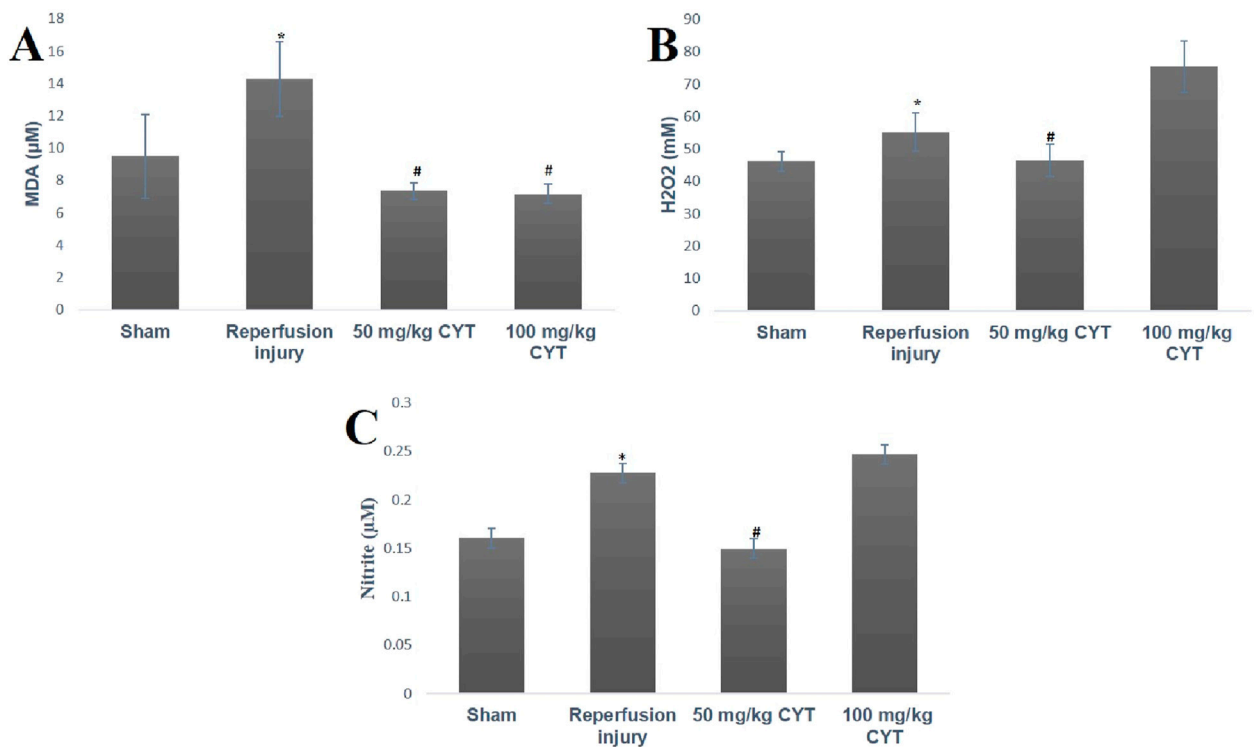 A
MDA (µM)
18
16
14
12
10
8
6
4
2
0
*
#
#
Sham
Reperfusion
injury
50 mg/kg CYT
100 mg/kg
CYT
B
H2O2 (mM)
90
80
70
60
50
40
30
20
10
0
*
#
Sham
Reperfusion
injury
50 mg/kg CYT
100 mg/kg
CYT
C
Nitrite (µM)
0.3
0.25
0.2
0.15
0.1
0.05
0
*
#
Sham
Reperfusion
injury
50 mg/kg CYT
100 mg/kg
CYT